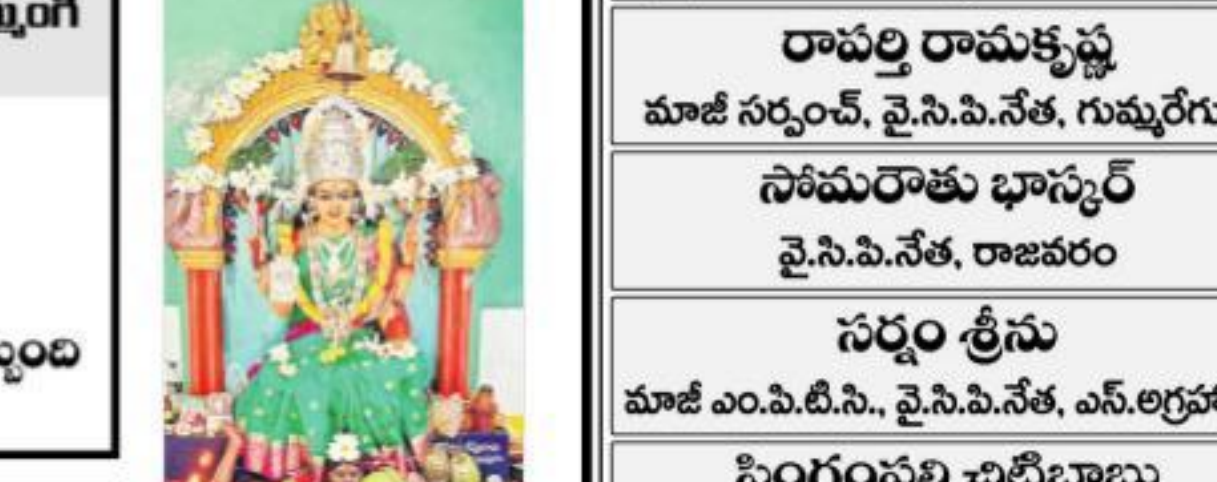 రాపర్తి రామకృష్ణ
మాజీ సర్పంచ్, వై.సి.పి.నేత, గుమ్మరేగు
సోమరౌతు భాస్కర్
వై.సి.పి.నేత, రాజవరం
సర్నం శ్రీను
మాజీ ఎం.పి.టి.సి., వై.సి.పి.నేత, ఎస్.అగ్రహా